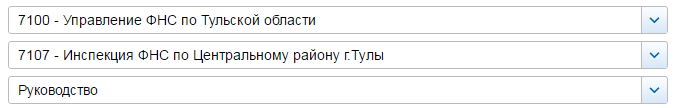 7100 - Управление ФНС по Тульской области
7107 - Инспекция ФНС по Центральному району г.Тулы
Руководство